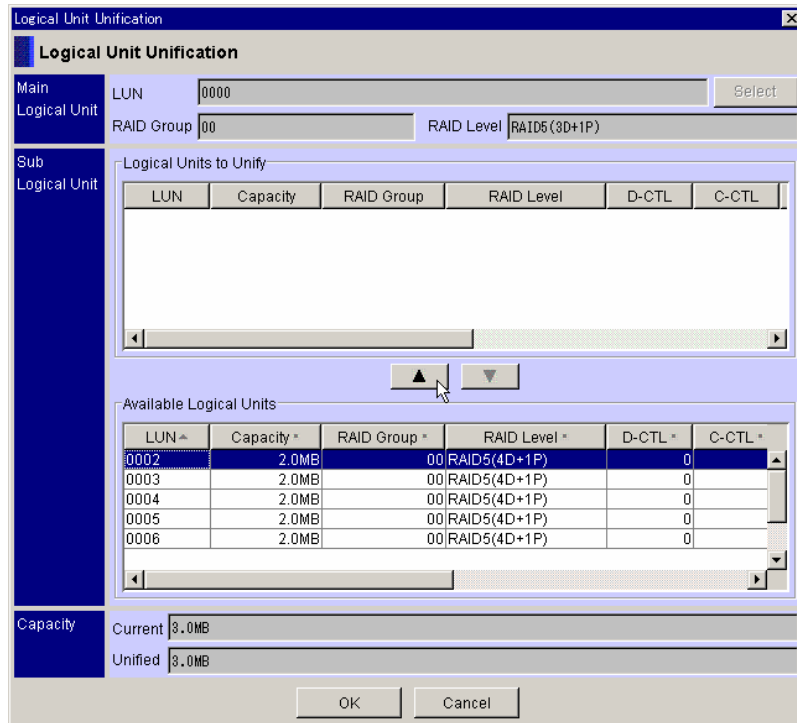 Logical Unit Unification
Logical Unit Unification
Main
Logical Unit
LUN 0000 Select
RAID Group 00 RAID Level RAID5(3D+1P)
Sub
Logical Unit
Logical Units to Unify
LUN Capacity RAID Group RAID Level D-CTL C-CTL
Available Logical Units
LUN Capacity RAID Group RAID Level D-CTL C-CTL
0002 2.0MB 00 RAID5(4D+1P) 0
0003 2.0MB 00 RAID5(4D+1P) 0
0004 2.0MB 00 RAID5(4D+1P) 0
0005 2.0MB 00 RAID5(4D+1P) 0
0006 2.0MB 00 RAID5(4D+1P) 0
Capacity
Current 3.0MB
Unified 3.0MB
OK Cancel